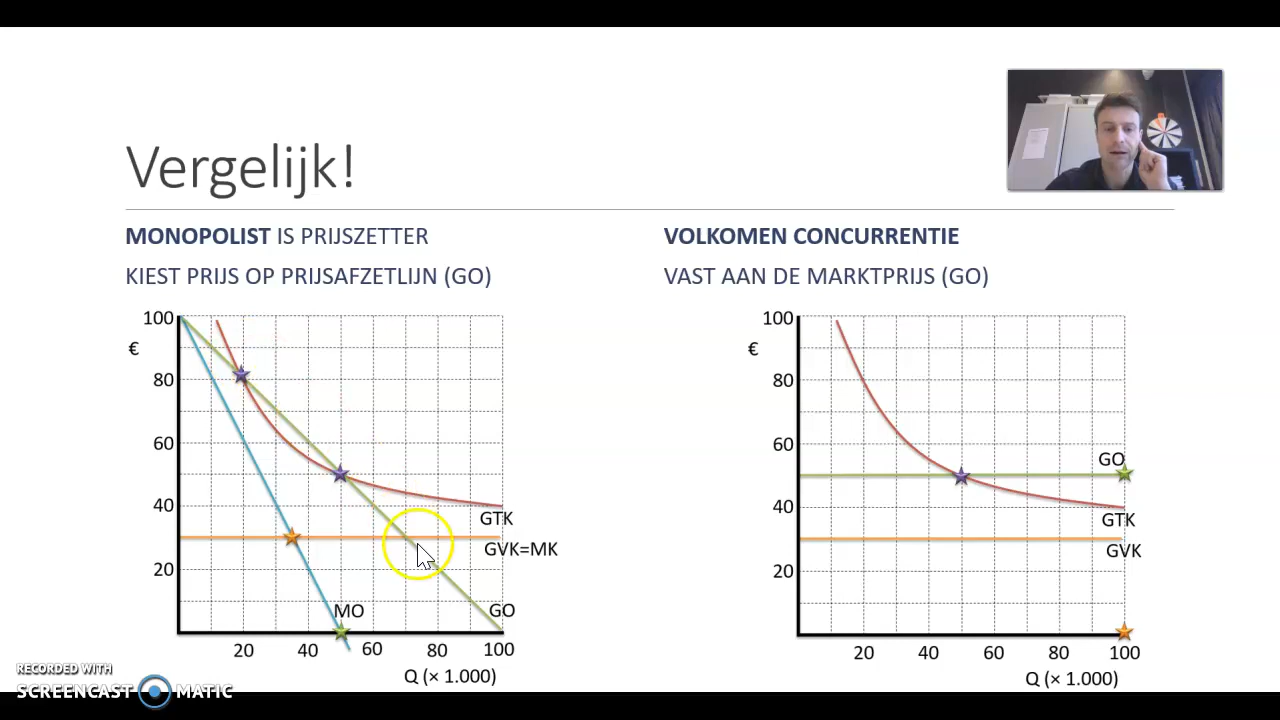 Vergelijk!
MONOPOLIST IS PRIJSZETTER
KIEST PRIJS OP PRIJSAFZETLIJN (GO)
100
€
80
60
40
20
GTK
GVK=MK
MO
GO
20 40 60 80 100
Q (× 1.000)
VOLKOMEN CONCURRENTIE
VAST AAN DE MARKTPRIJS (GO)
100
€
80
60
40
20
GO
GTK
GVK
20 40 60 80 100
Q (× 1.000)
RECORDED WITH
SCREENCAST MATIC